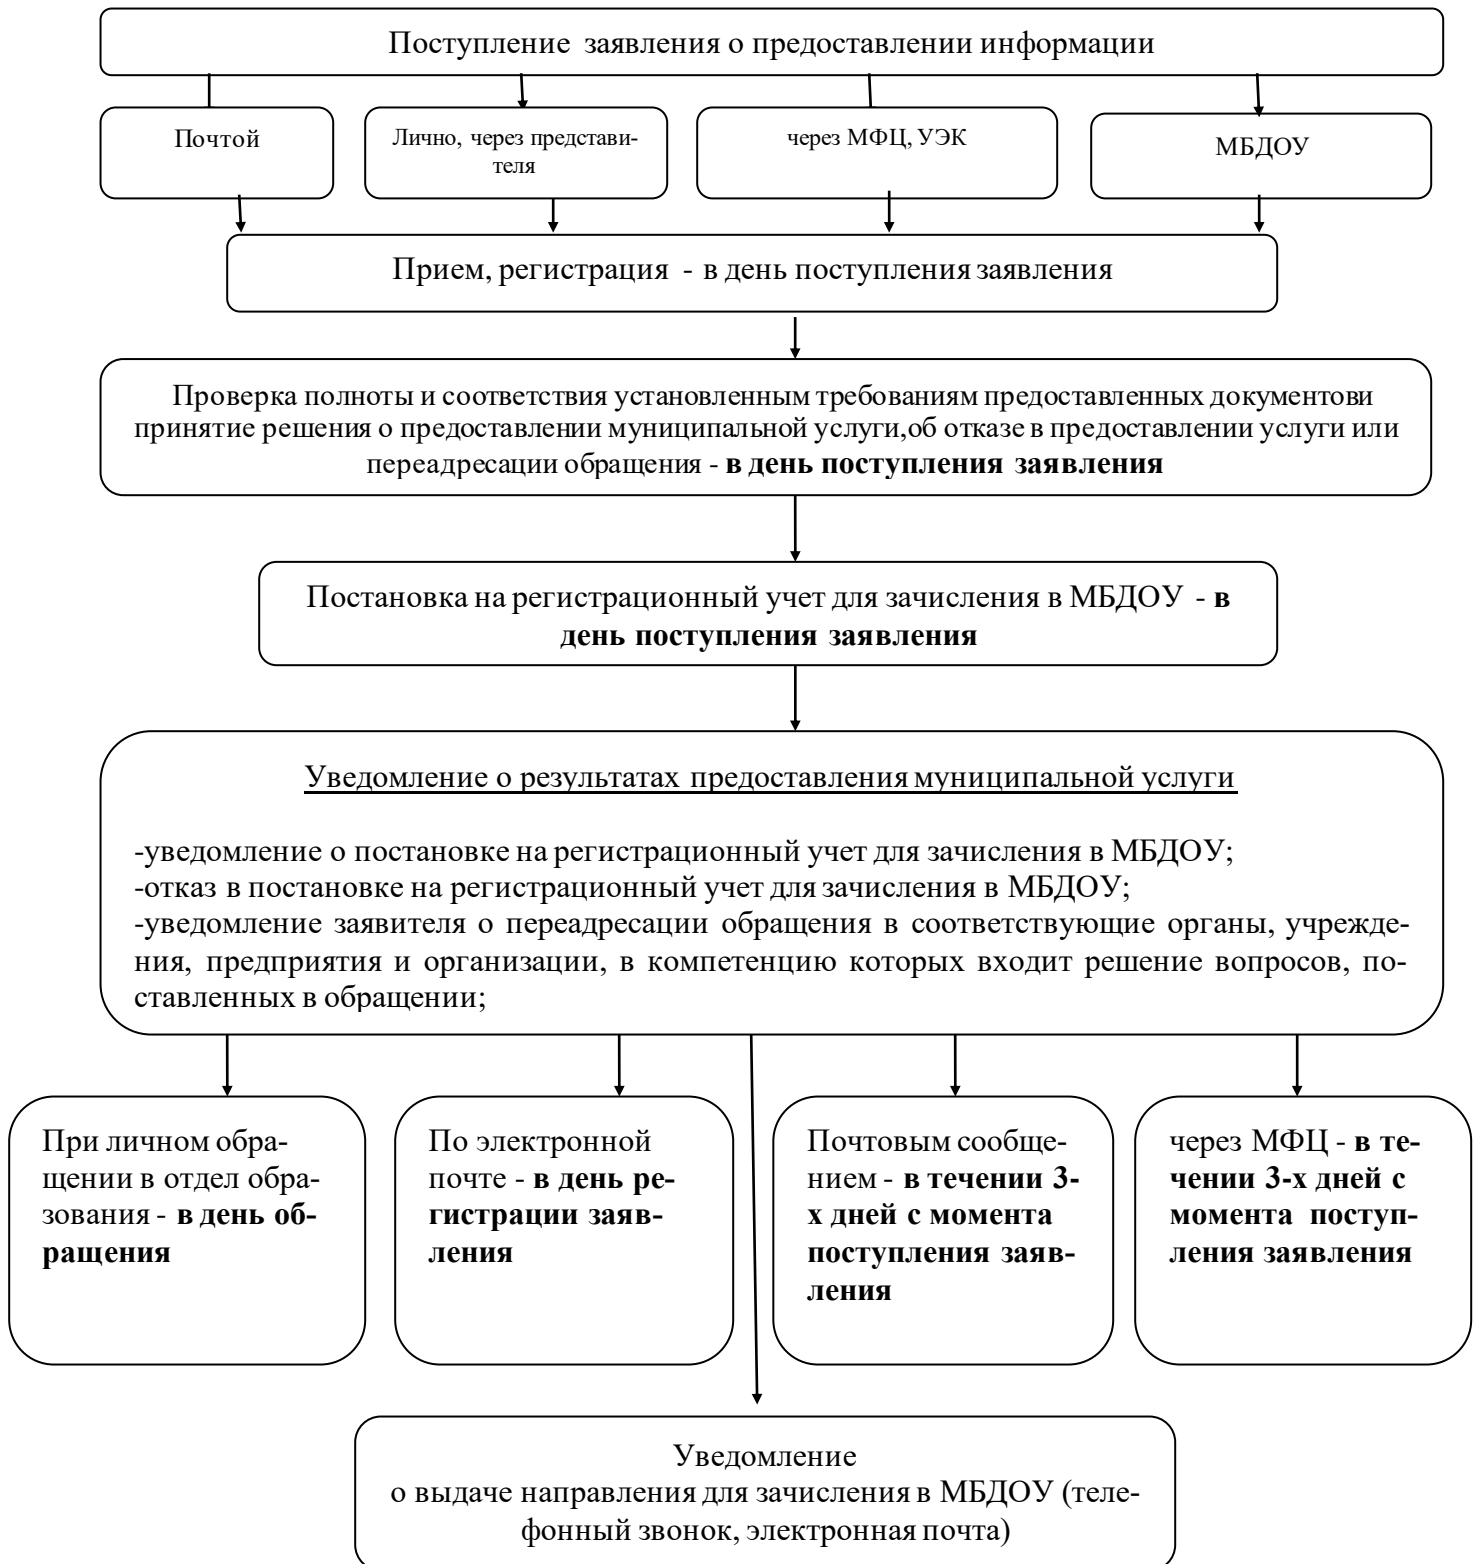 Поступление заявления о предоставлении информации
Почтой
Лично, через представи-
теля
через МФЦ, УЭК
МБДОУ
Прием, регистрация - в день поступления заявления
Проверка полноты и соответствия установленным требованиям предоставленных документови
принятие решения о предоставлении муниципальной услуги,об отказе в предоставлении услуги или
переадресации обращения - в день поступления заявления
Постановка на регистрационный учет для зачисления в МБДОУ - в
день поступления заявления
Уведомление о результатах предоставления муниципальной услуги
-уведомление о постановке на регистрационный учет для зачисления в МБДОУ;
-отказ в постановке на регистрационный учет для зачисления в МБДОУ;
-уведомление заявителя о переадресации обращения в соответствующие органы, учрежде-
ния, предприятия и организации, в компетенцию которых входит решение вопросов, по-
ставленных в обращении;
При личном обра-
щении в отдел обра-
зования - в день об-
ращения
По электронной
почте - в день ре-
гистрации заяв-
ления
Почтовым сообще-
нием - в течении 3-
х дней с момента
поступления заяв-
ления
через МФЦ - в те-
чении 3-х дней с
момента поступ-
ления заявления
Уведомление
о выдаче направления для зачисления в МБДОУ (теле-
фонный звонок, электронная почта)